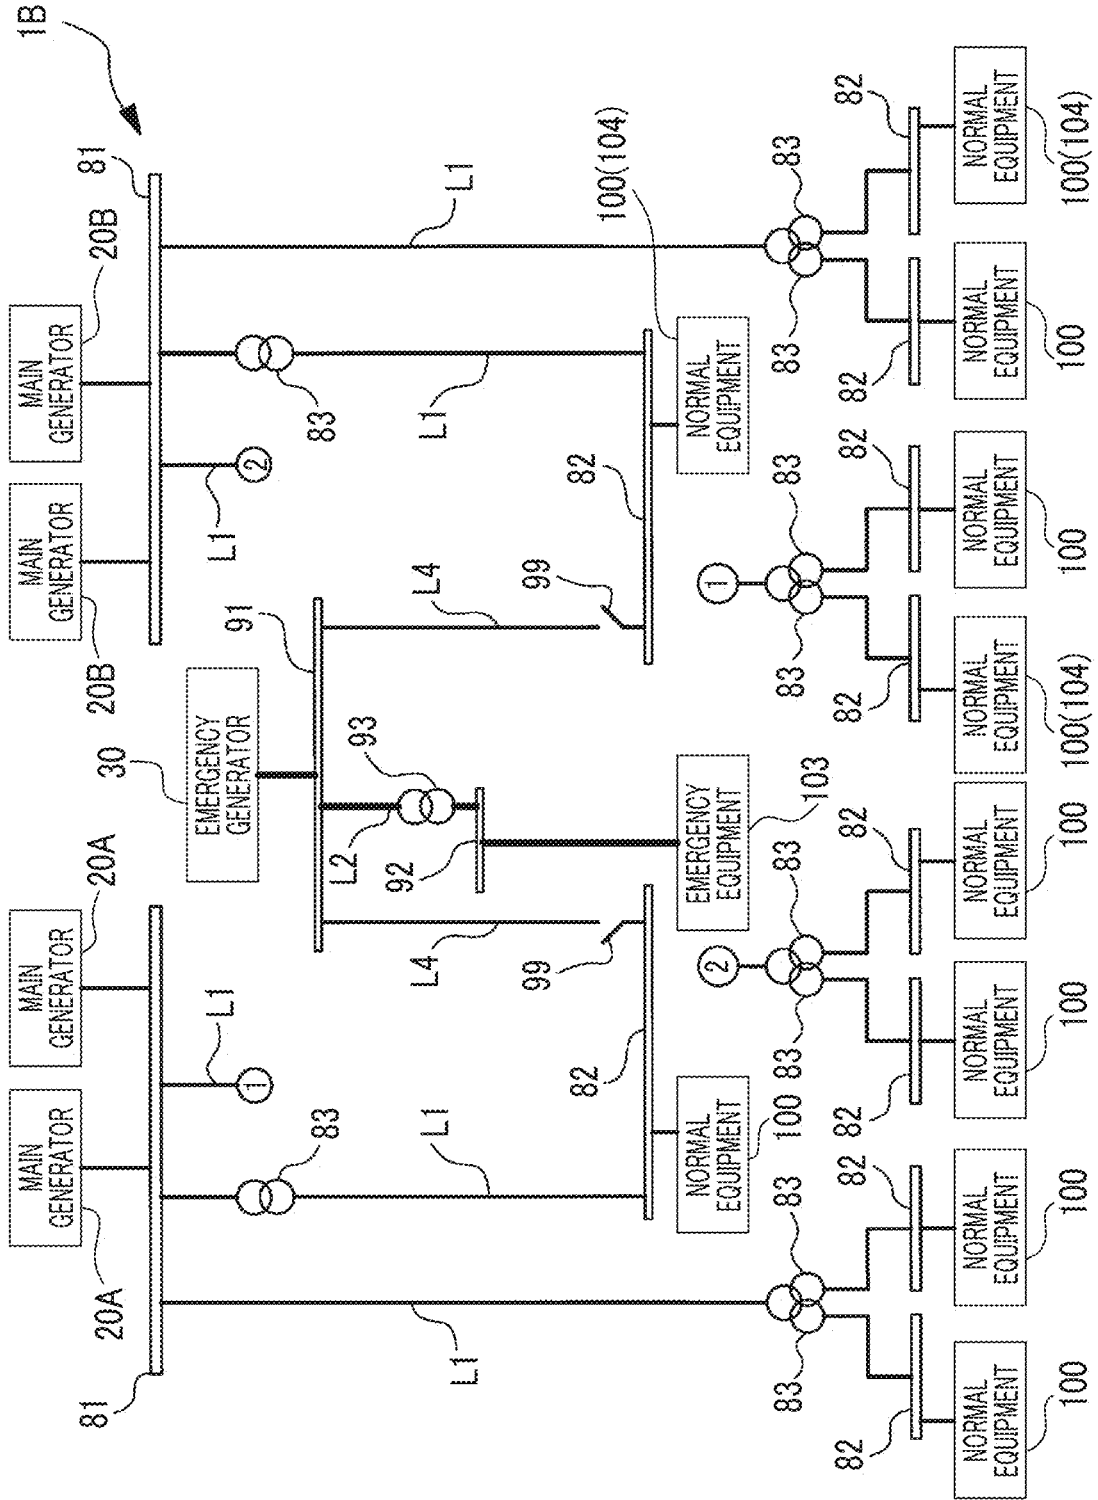 1B
MAIN
GENERATOR
MAIN
GENERATOR
MAIN
GENERATOR
MAIN
GENERATOR
81
20A
20A
30
20B
20B
81
EMERGENCY
GENERATOR
L1
91
L1
1
2
83
L2
93
83
92
L1
L1
L4
L4
L1
L1
99
99
82
82
100(104)
NORMAL
EQUIPMENT
EMERGENCY
EQUIPMENT
NORMAL
EQUIPMENT
2
1
100
103
83
83
83
83
83
83
83
83
82
82
82
82
82
82
82
82
NORMAL
EQUIPMENT
NORMAL
EQUIPMENT
NORMAL
EQUIPMENT
NORMAL
EQUIPMENT
NORMAL
EQUIPMENT
NORMAL
EQUIPMENT
NORMAL
EQUIPMENT
NORMAL
EQUIPMENT
100
100
100
100
100(104)
100
100
100(104)